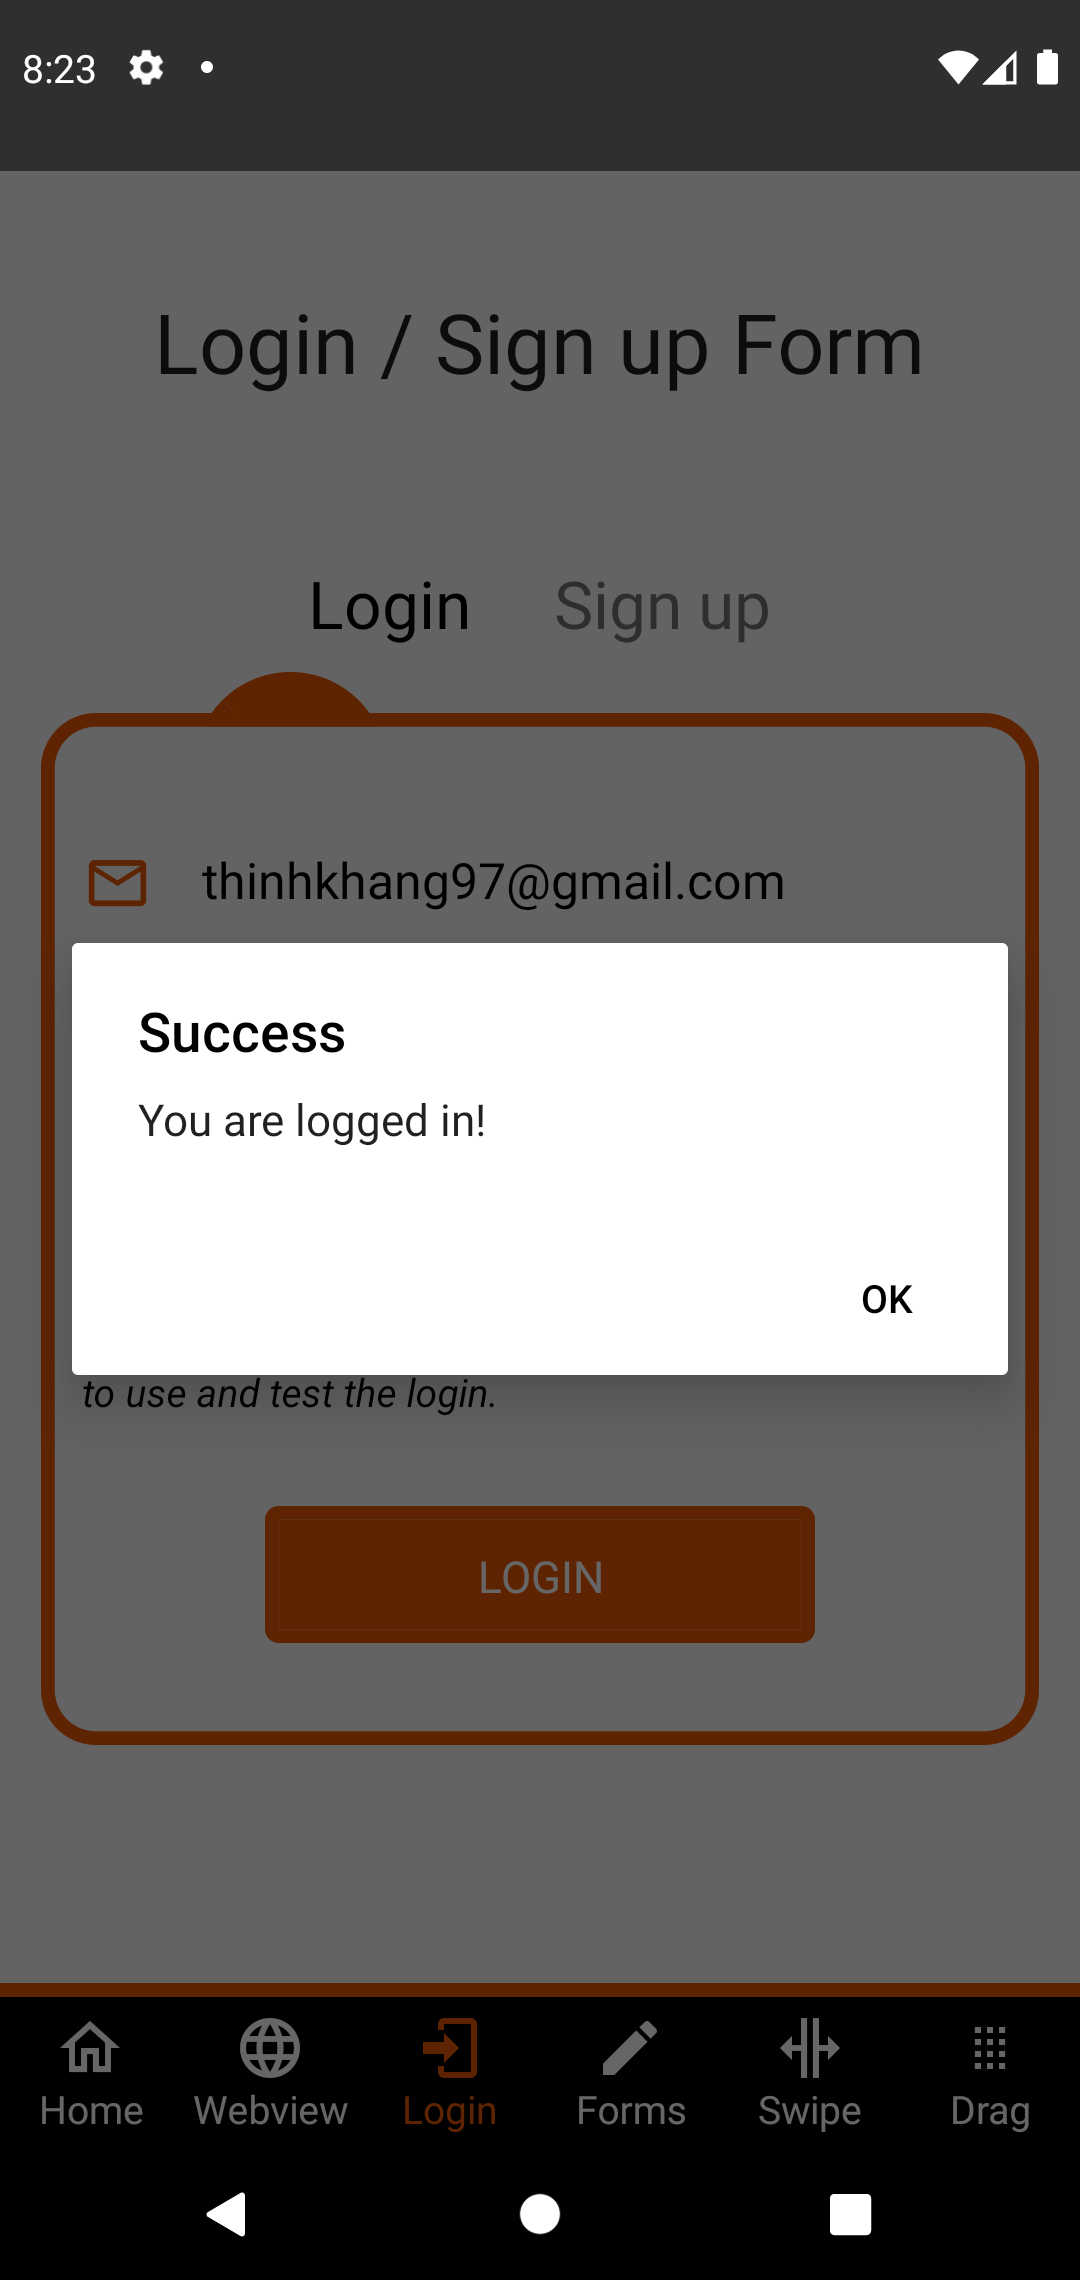 8:23
Login / Sign up Form
Login Sign up
thinhkhang97@gmail.com
Success
You are logged in!
OK
to use and test the login.
LOGIN
Home Webview Login Forms Swipe Drag